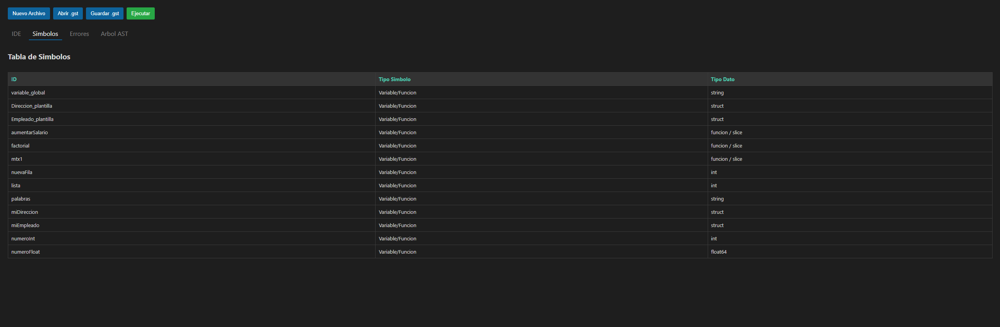 Nuevo Archivo Abrir .gst Guardar .gst Ejecutar
IDE Simbolos Errores Arbol AST
Tabla de Simbolos
ID Tipo Simbolo Tipo Dato
variable_global Variable/Funcion string
Direccion_plantilla Variable/Funcion struct
Empleado_plantilla Variable/Funcion struct
aumentarSalario Variable/Funcion funcion / slice
factorial Variable/Funcion funcion / slice
mtx1 Variable/Funcion funcion / slice
nuevaFila Variable/Funcion int
lista Variable/Funcion int
palabras Variable/Funcion string
miDireccion Variable/Funcion struct
miEmpleado Variable/Funcion struct
numeroInt Variable/Funcion int
numeroFloat Variable/Funcion float64